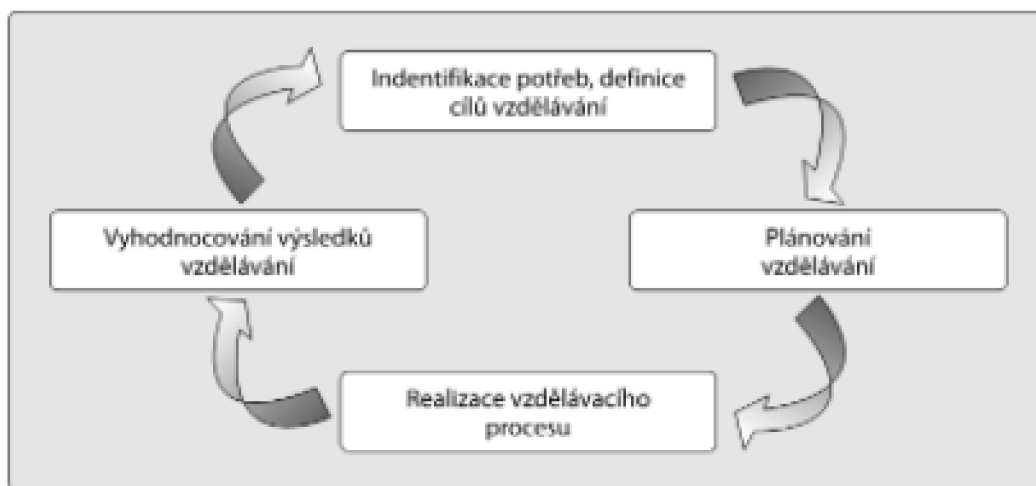 Indentifikace potřeb, definice
cílů vzdělávání
Vyhodnocování výsledků
vzdělávání
Plánování
vzdělávání
Realizace vzdělávacího
procesu